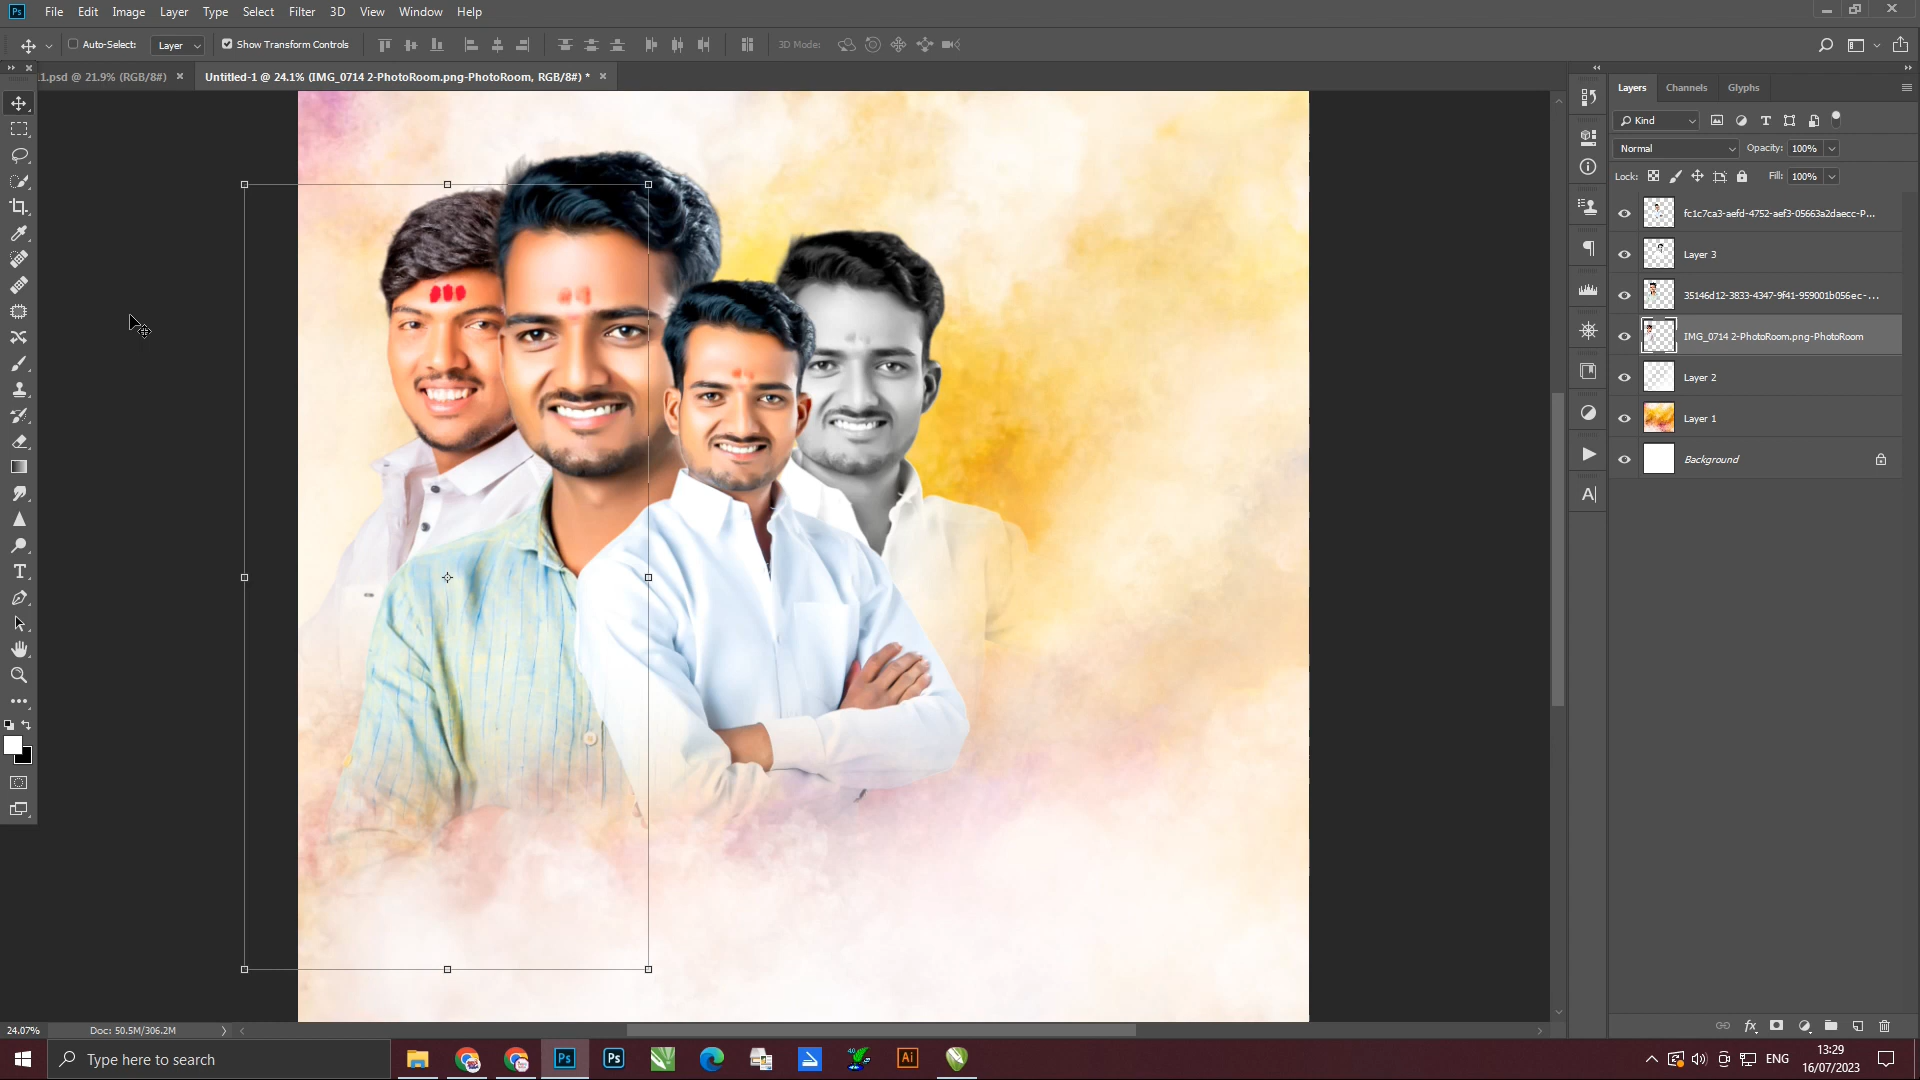 Ps File Edit Image Layer Type Select Filter 3D View Window Help
Auto-Select: Layer Show Transform Controls 3D Mode:
1.psd @ 21.9% (RGB/8#) × Untitled-1 @ 24.1% (IMG_0714 2-PhotoRoom.png-PhotoRoom, RGB/8#) * ×
Layers Channels Glyphs
Kind
Normal Opacity: 100%
Lock: Fill: 100%
fc1c7ca3-aefd-4752-aef3-05663a2daecc-P...
Layer 3
35146d12-3833-4347-9f41-959001b056ec-...
IMG_0714 2-PhotoRoom.png-PhotoRoom
Layer 2
Layer 1
Background
24.07% Doc: 50.5M/306.2M
Type here to search
Ps Ps Ai
ENG
13:29
16/07/2023